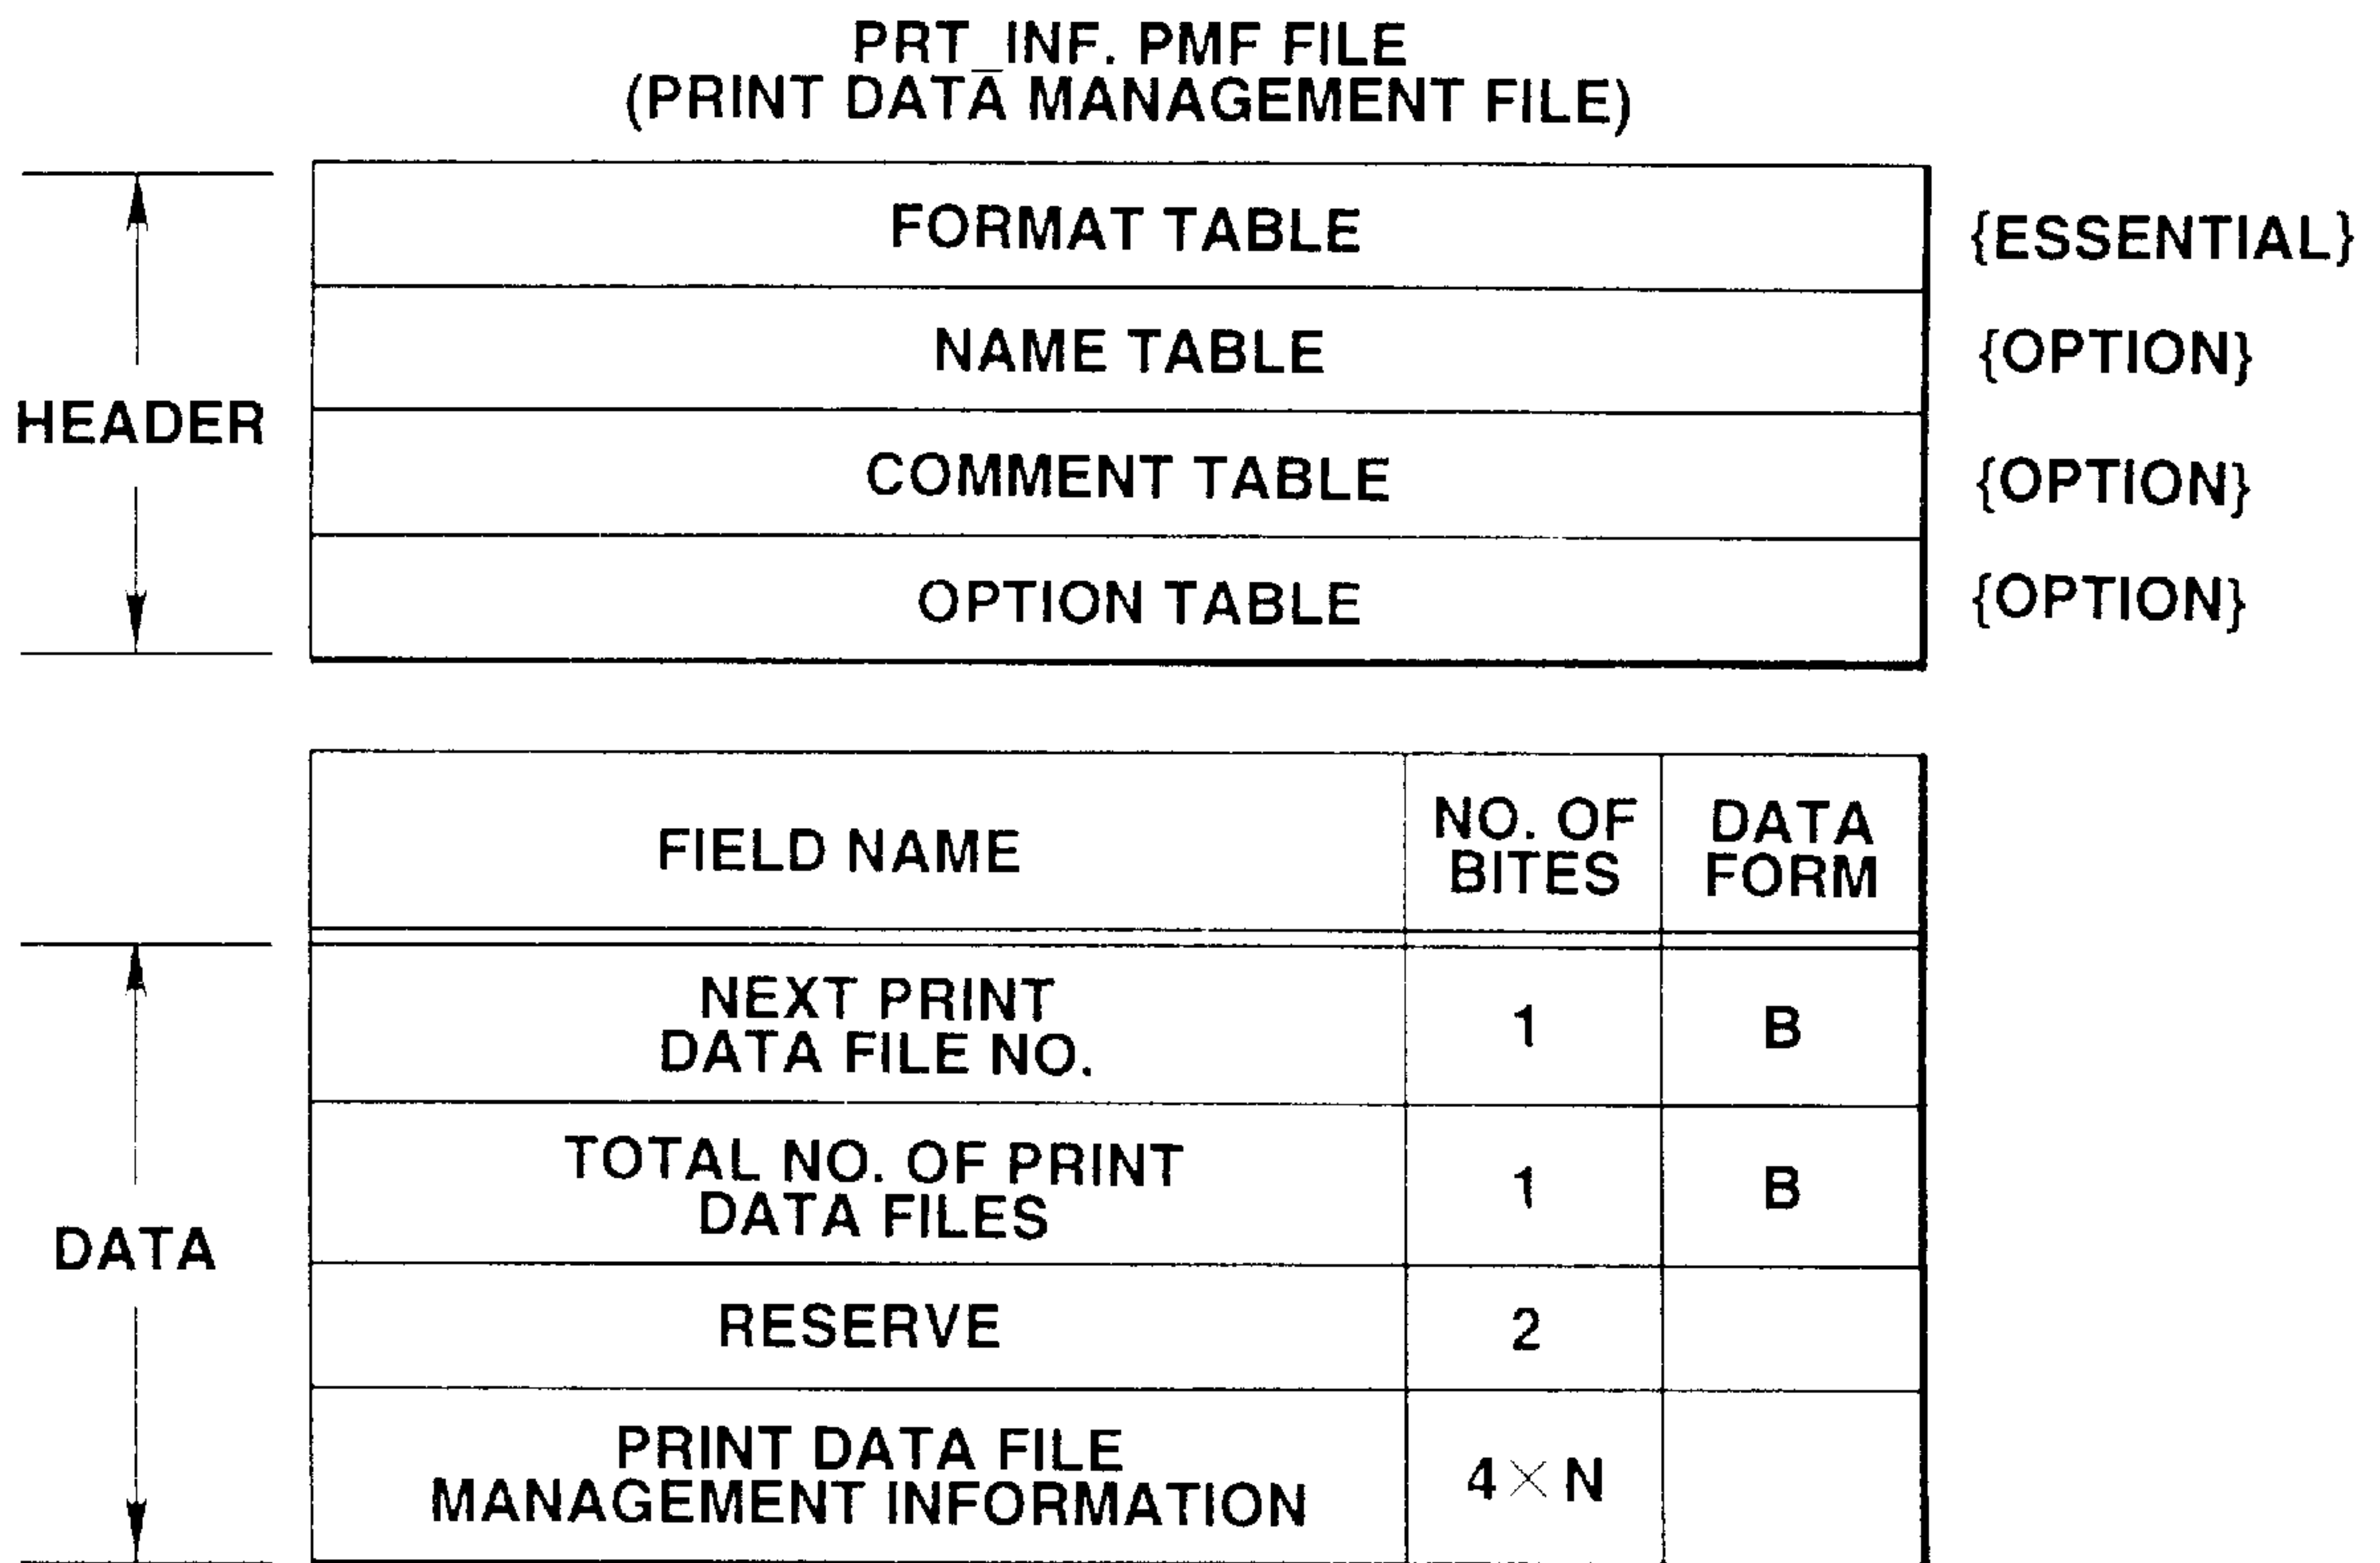 PRT_INF. PMF FILE
(PRINT DATA MANAGEMENT FILE)
FORMAT TABLE {ESSENTIAL}
NAME TABLE {OPTION}
HEADER
COMMENT TABLE {OPTION}
OPTION TABLE {OPTION}
FIELD NAME
NO. OF
BITES
DATA
FORM
NEXT PRINT
DATA FILE NO.
1
B
TOTAL NO. OF PRINT
DATA FILES
1
B
DATA
RESERVE
2
PRINT DATA FILE
MANAGEMENT INFORMATION
4×N